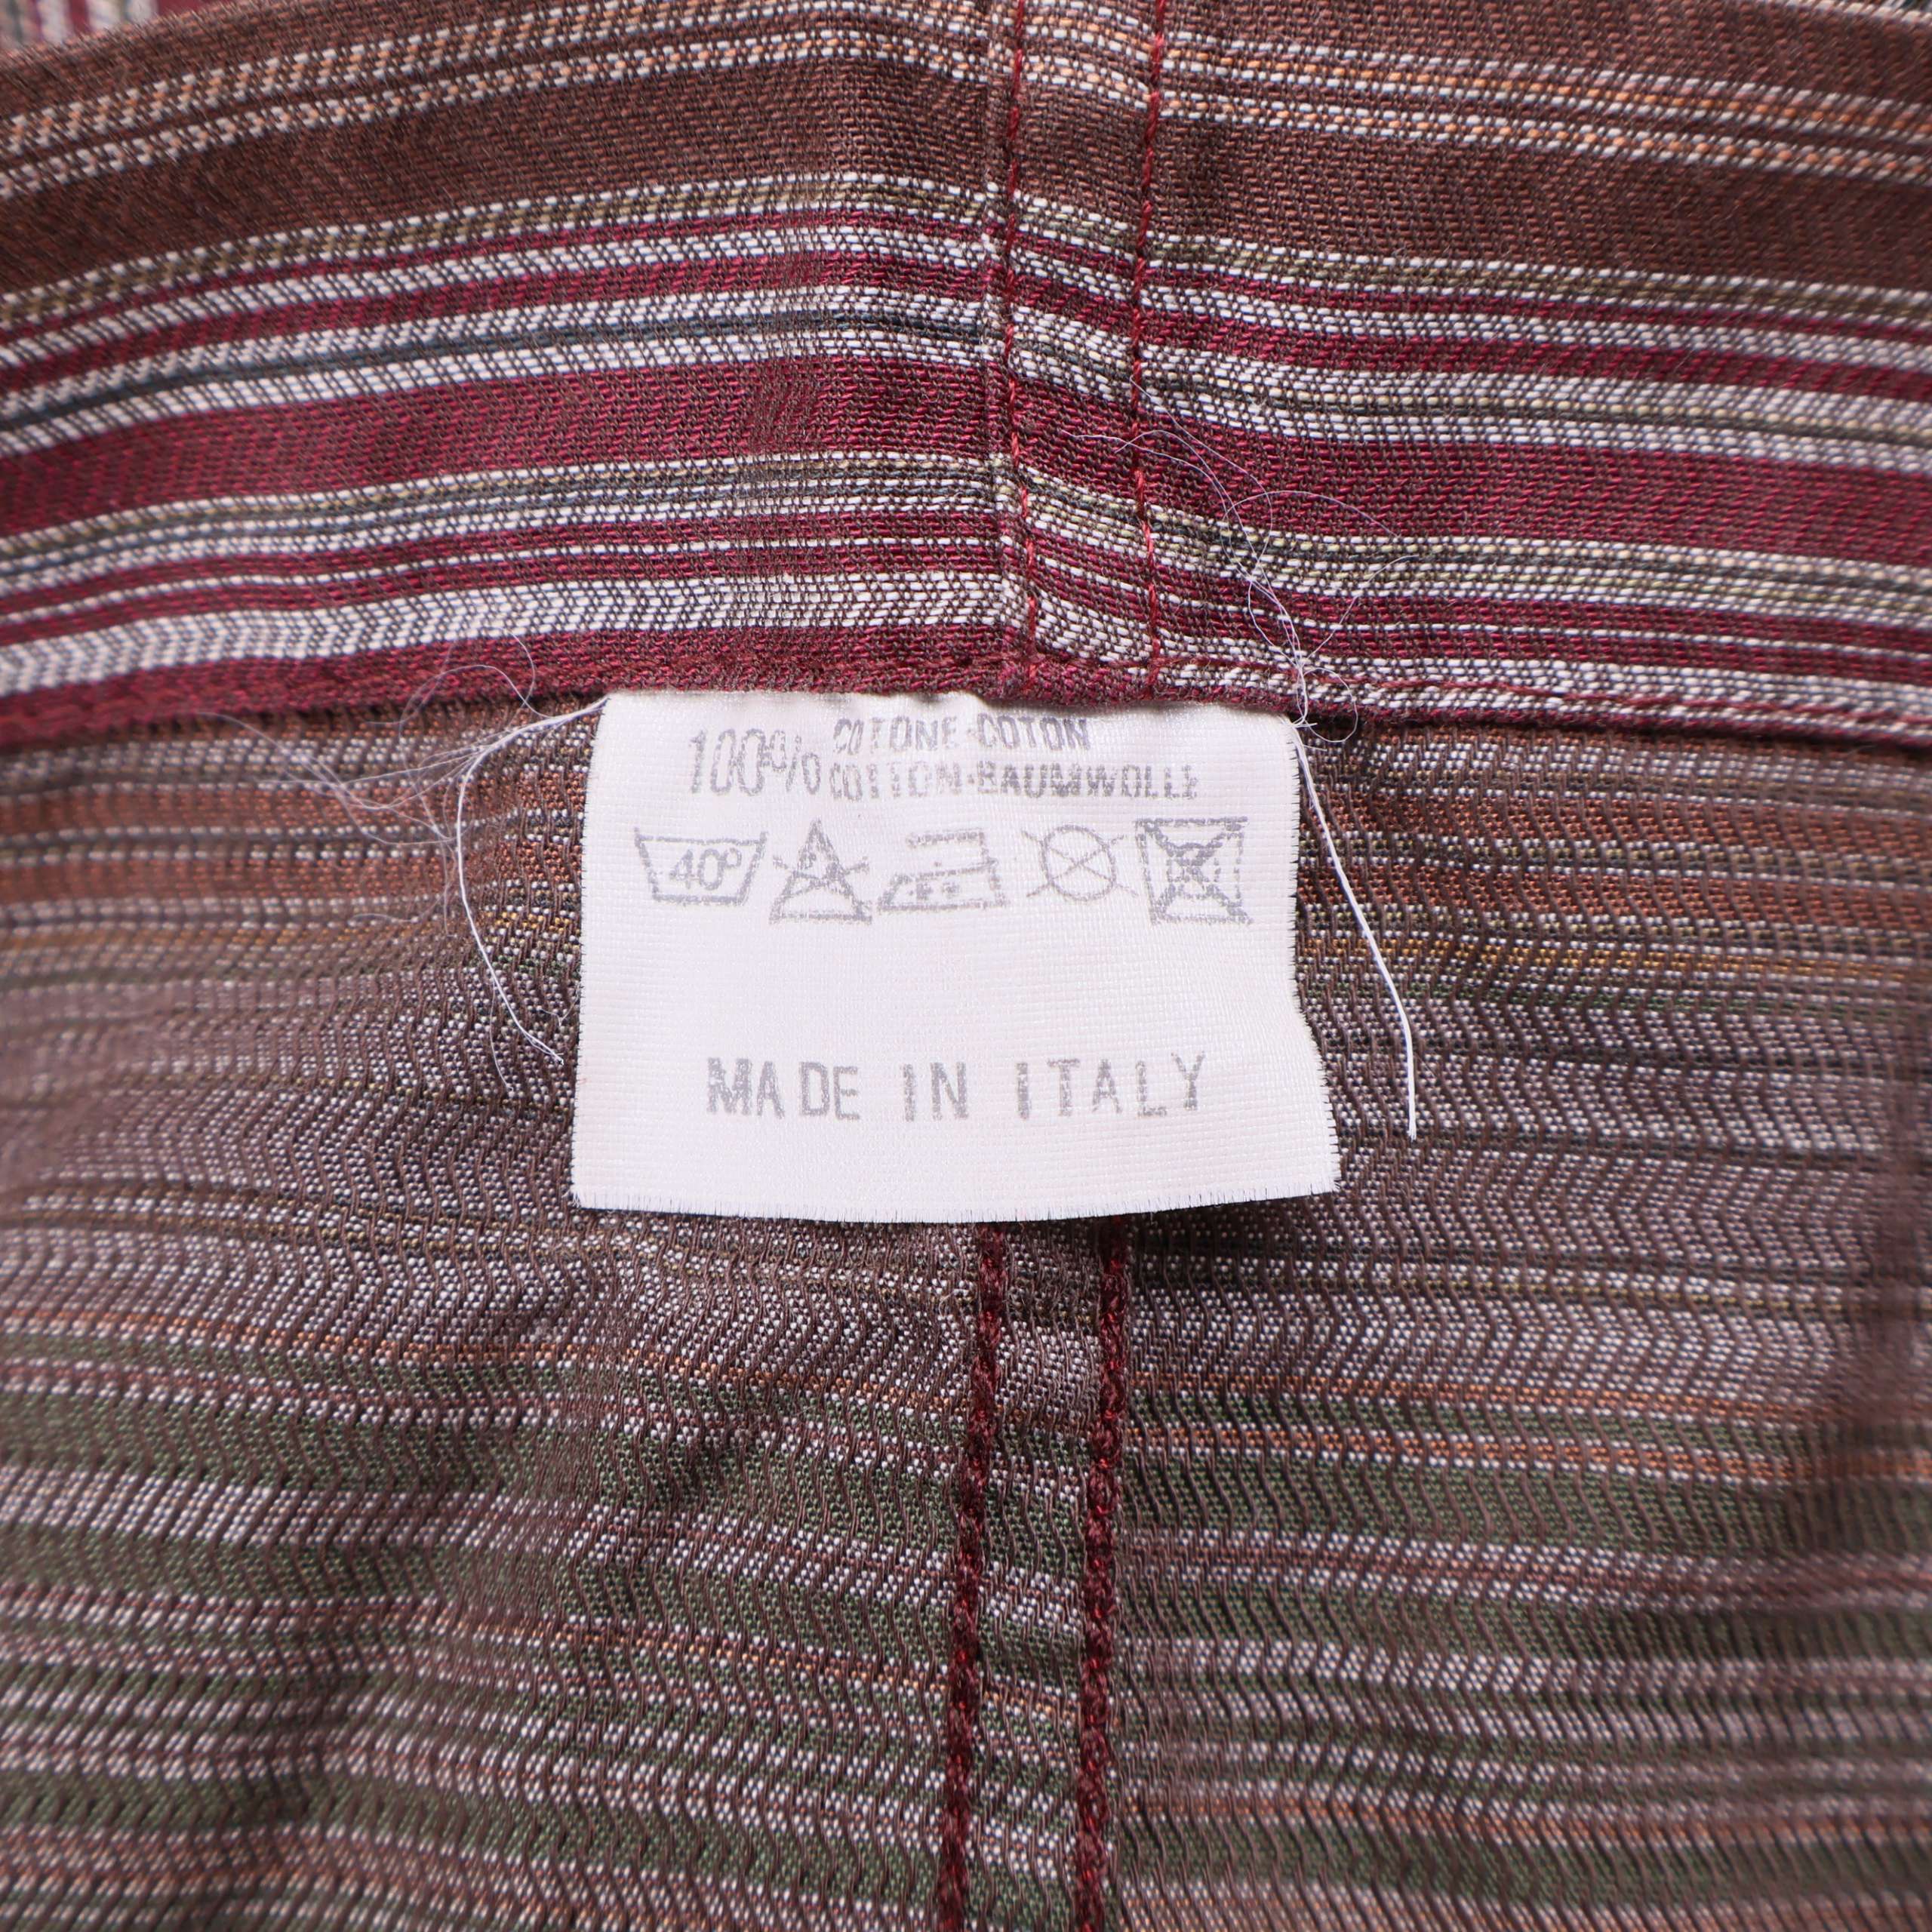 100% COTONE-COTON
COTTON-BAUMWOLLE
40°
MADE IN ITALY